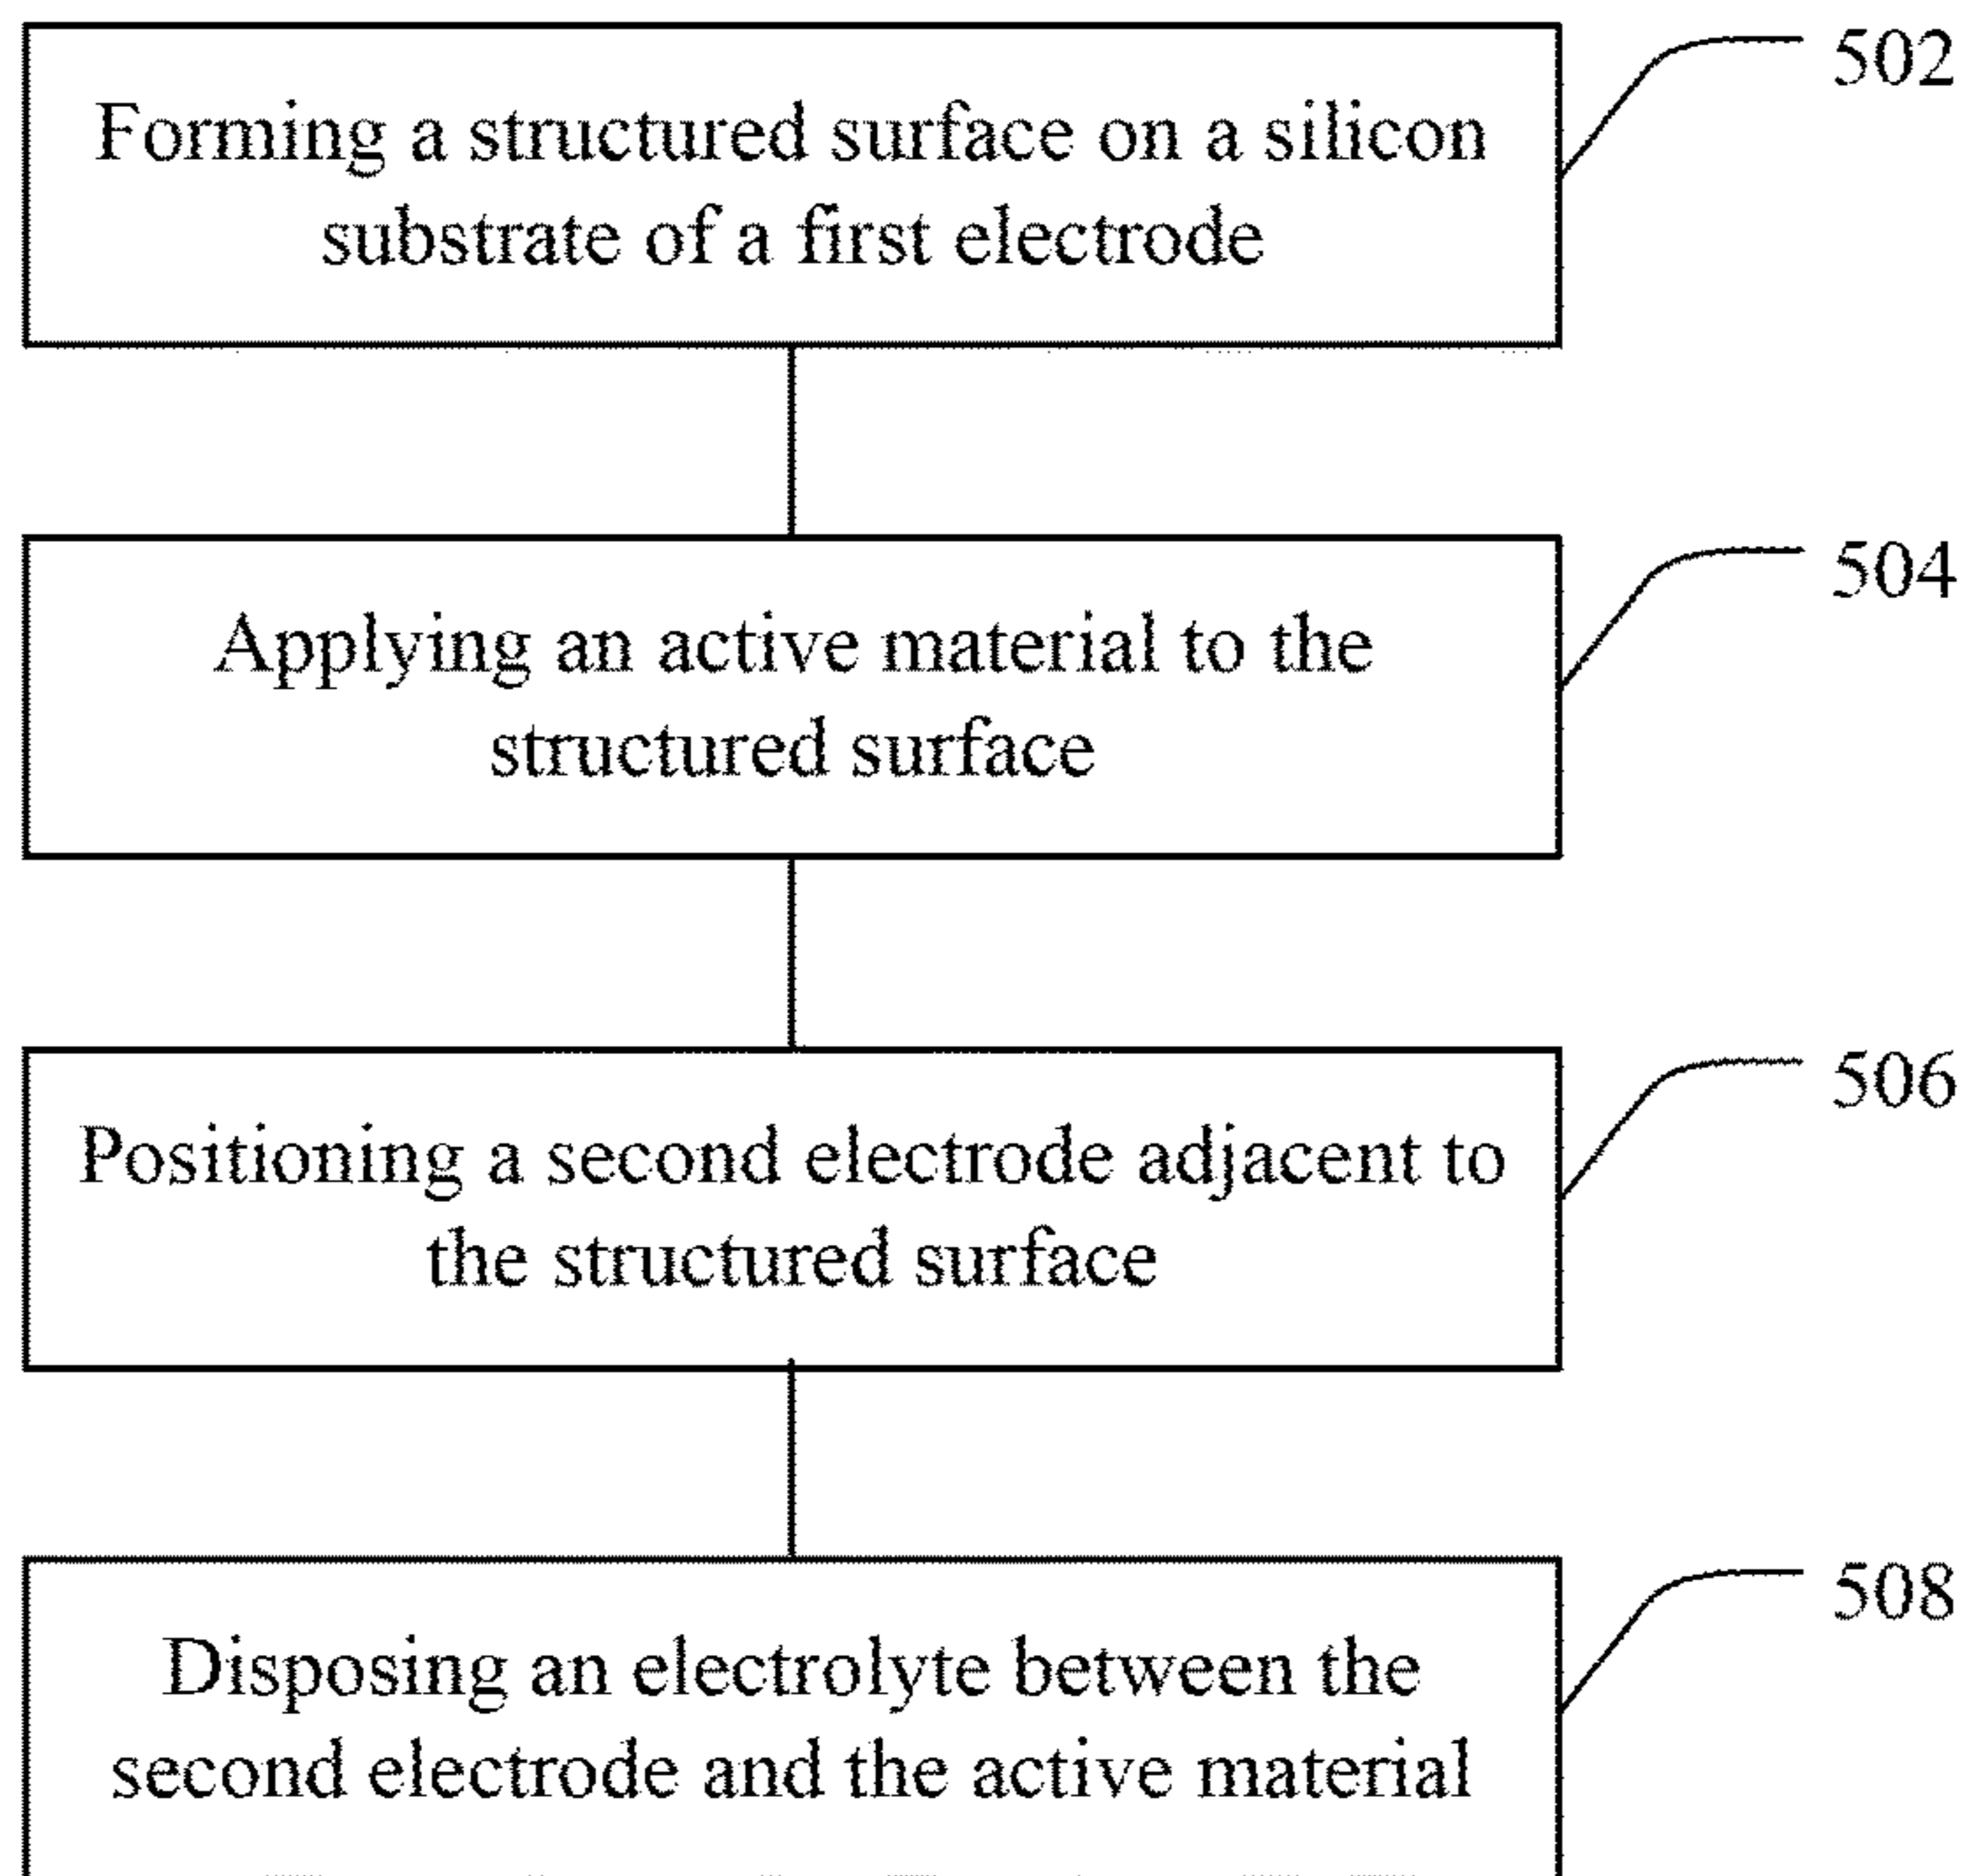 502
Forming a structured surface on a silicon
substrate of a first electrode
504
Applying an active material to the
structured surface
506
Positioning a second electrode adjacent to
the structured surface
508
Disposing an electrolyte between the
second electrode and the active material